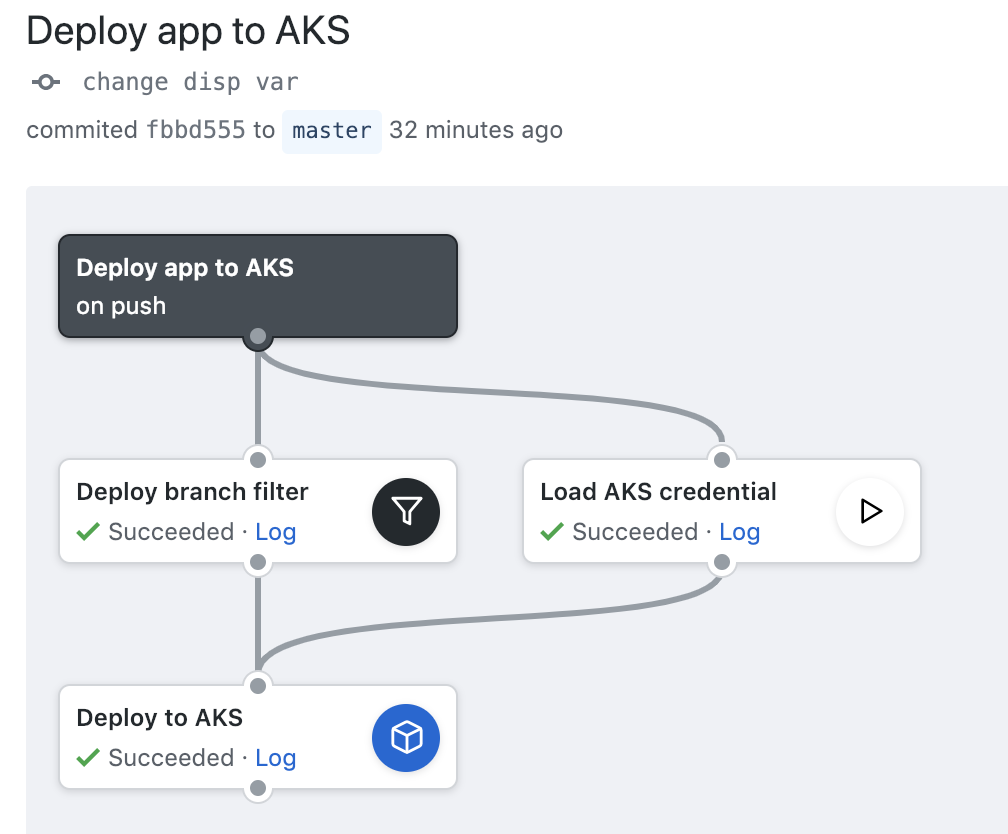 Deploy app to AKS
change disp var
commited fbbd555 to master 32 minutes ago
Deploy app to AKS
on push
Deploy branch filter
Succeeded · Log
Load AKS credential
Succeeded · Log
Deploy to AKS
Succeeded · Log